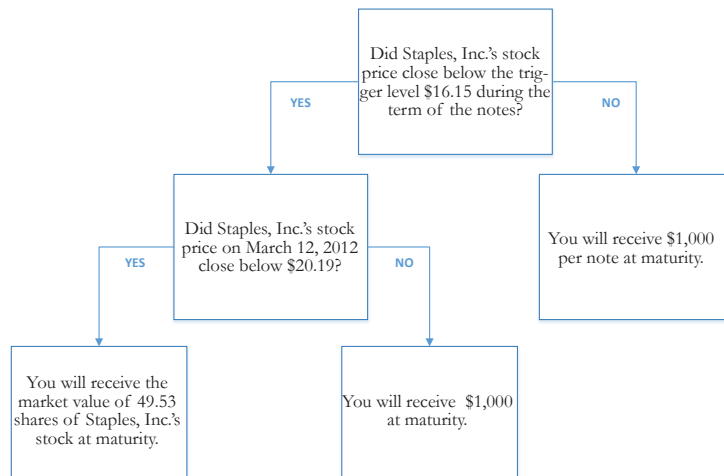 Did Staples, Inc.'s stock
price close below the trig-
ger level $16.15 during the
term of the notes?
YES
NO
Did Staples, Inc.'s stock
price on March 12, 2012
close below $20.19?
You will receive $1,000
per note at maturity.
YES
NO
You will receive the
market value of 49.53
shares of Staples, Inc.'s
stock at maturity.
You will receive $1,000
at maturity.